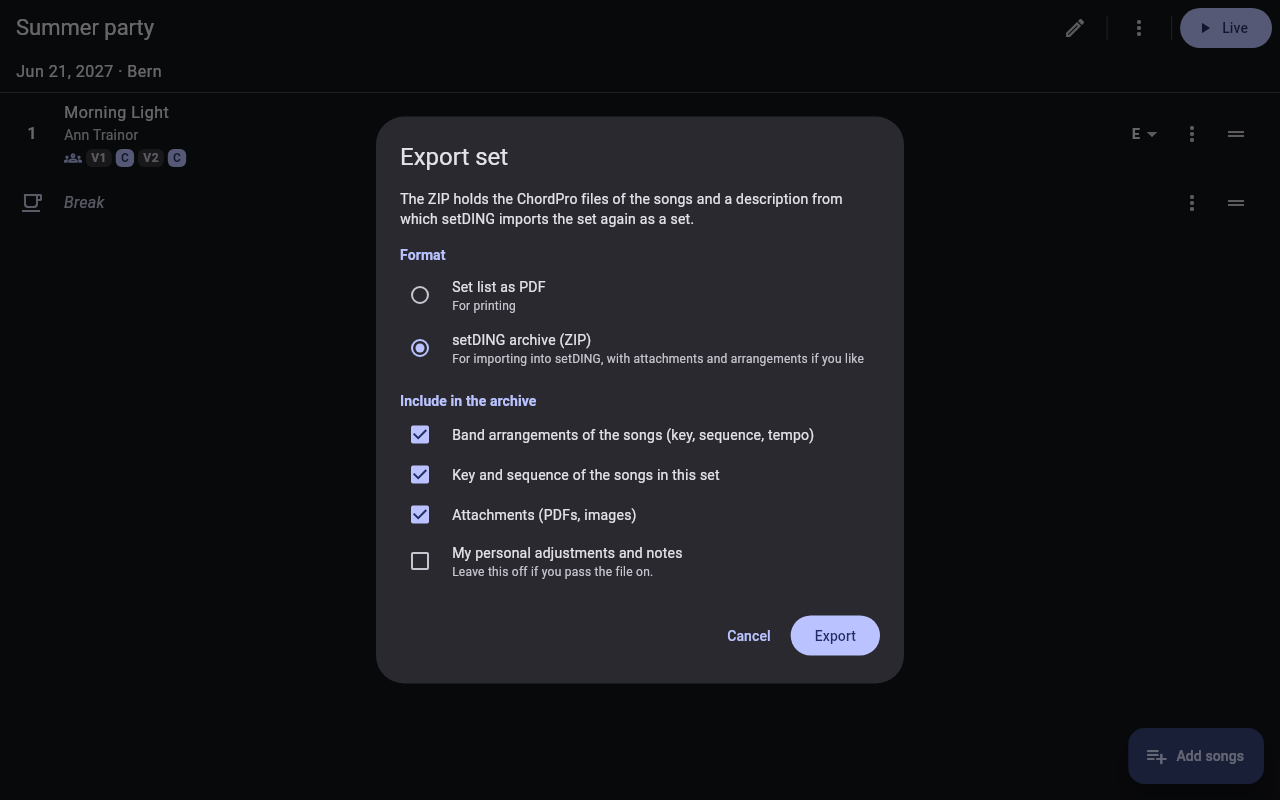 Summer party
Live
Jun 21, 2027 · Bern
1
Morning Light
Ann Trainor
V1 C V2 C
E
Break
Export set
The ZIP holds the ChordPro files of the songs and a description from
which setDING imports the set again as a set.
Format
Set list as PDF
For printing
setDING archive (ZIP)
For importing into setDING, with attachments and arrangements if you like
Include in the archive
Band arrangements of the songs (key, sequence, tempo)
Key and sequence of the songs in this set
Attachments (PDFs, images)
My personal adjustments and notes
Leave this off if you pass the file on.
Cancel
Export
Add songs